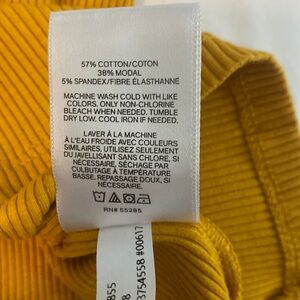 57% COTTON/COTON
38% MODAL
5% SPANDEX/FIBRE ÉLASTHANNE
MACHINE WASH COLD WITH LIKE
COLORS. ONLY NON-CHLORINE
BLEACH WHEN NEEDED. TUMBLE
DRY LOW. COOL IRON IF NEEDED.
LAVER À LA MACHINE
À L'EAU FROIDE AVEC COULEURS
SIMILAIRES, UTILISEZ SEULEMENT
DU JAVELLISANT SANS CHLORE, SI
NÉCESSAIRE, SÉCHAGE PAR
CULBUTAGE À TEMPÉRATURE
BASSE. REPASSAGE DOUX, SI
NÉCESSAIRE.
RN# 55285
3754558 #00617